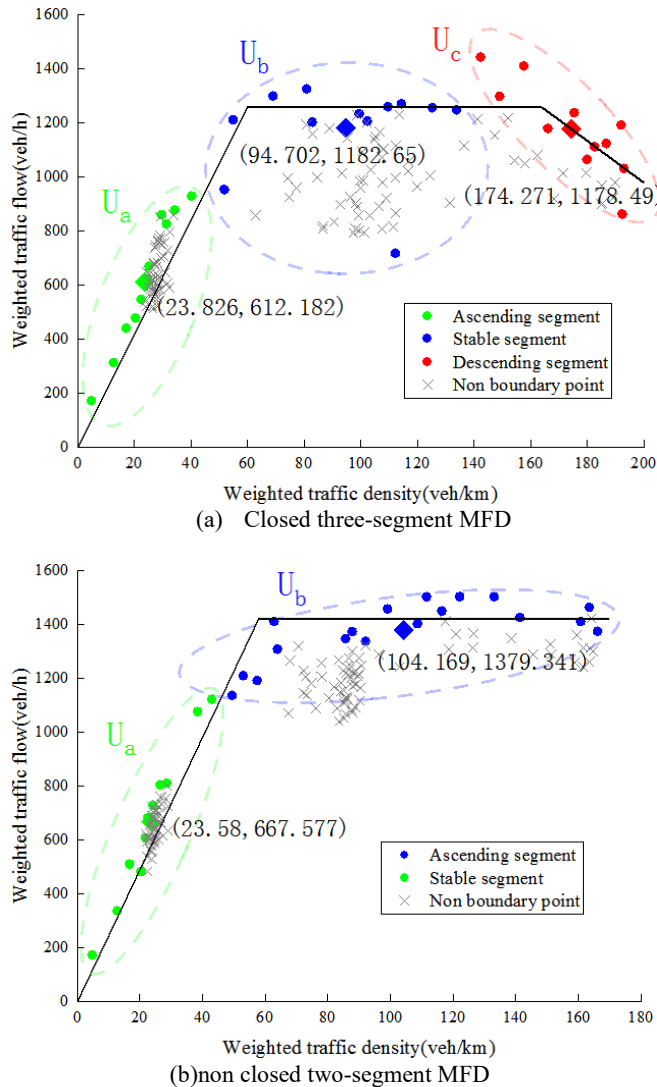 1600
1400
1200
1000
800
600
400
200
0
Weighted traffic flow(veh/h)
U_a
U_b
U_c
(94.702, 1182.65)
(174.271, 1178.49)
(23.826, 612.182)
Ascending segment
Stable segment
Descending segment
Non boundary point
0 20 40 60 80 100 120 140 160 180 200
Weighted traffic density(veh/km)
(a) Closed three-segment MFD
1600
1400
1200
1000
800
600
400
200
0
Weighted traffic flow(veh/h)
U_b
U_a
(104.169, 1379.341)
(23.58, 667.577)
Ascending segment
Stable segment
Non boundary point
0 20 40 60 80 100 120 140 160 180
Weighted traffic density(veh/km)
(b)non closed two-segment MFD